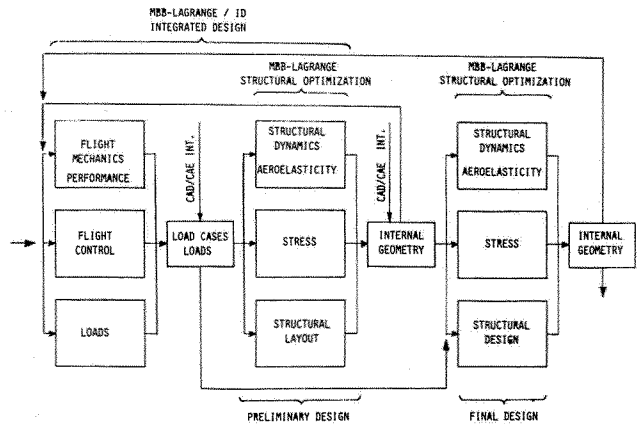 MBB-LAGRANGE / ID
INTEGRATED DESIGN
MBB-LAGRANGE
STRUCTURAL OPTIMIZATION
MBB-LAGRANGE
STRUCTURAL OPTIMIZATION
FLIGHT
MECHANICS
PERFORMANCE
CAD/CAE INT.
STRUCTURAL
DYNAMICS
AEROELASTICITY
CAD/CAE INT.
STRUCTURAL
DYNAMICS
AEROELASTICITY
FLIGHT
CONTROL
LOAD CASES
LOADS
STRESS
INTERNAL
GEOMETRY
STRESS
INTERNAL
GEOMETRY
LOADS
STRUCTURAL
LAYOUT
STRUCTURAL
DESIGN
PRELIMINARY DESIGN
FINAL DESIGN